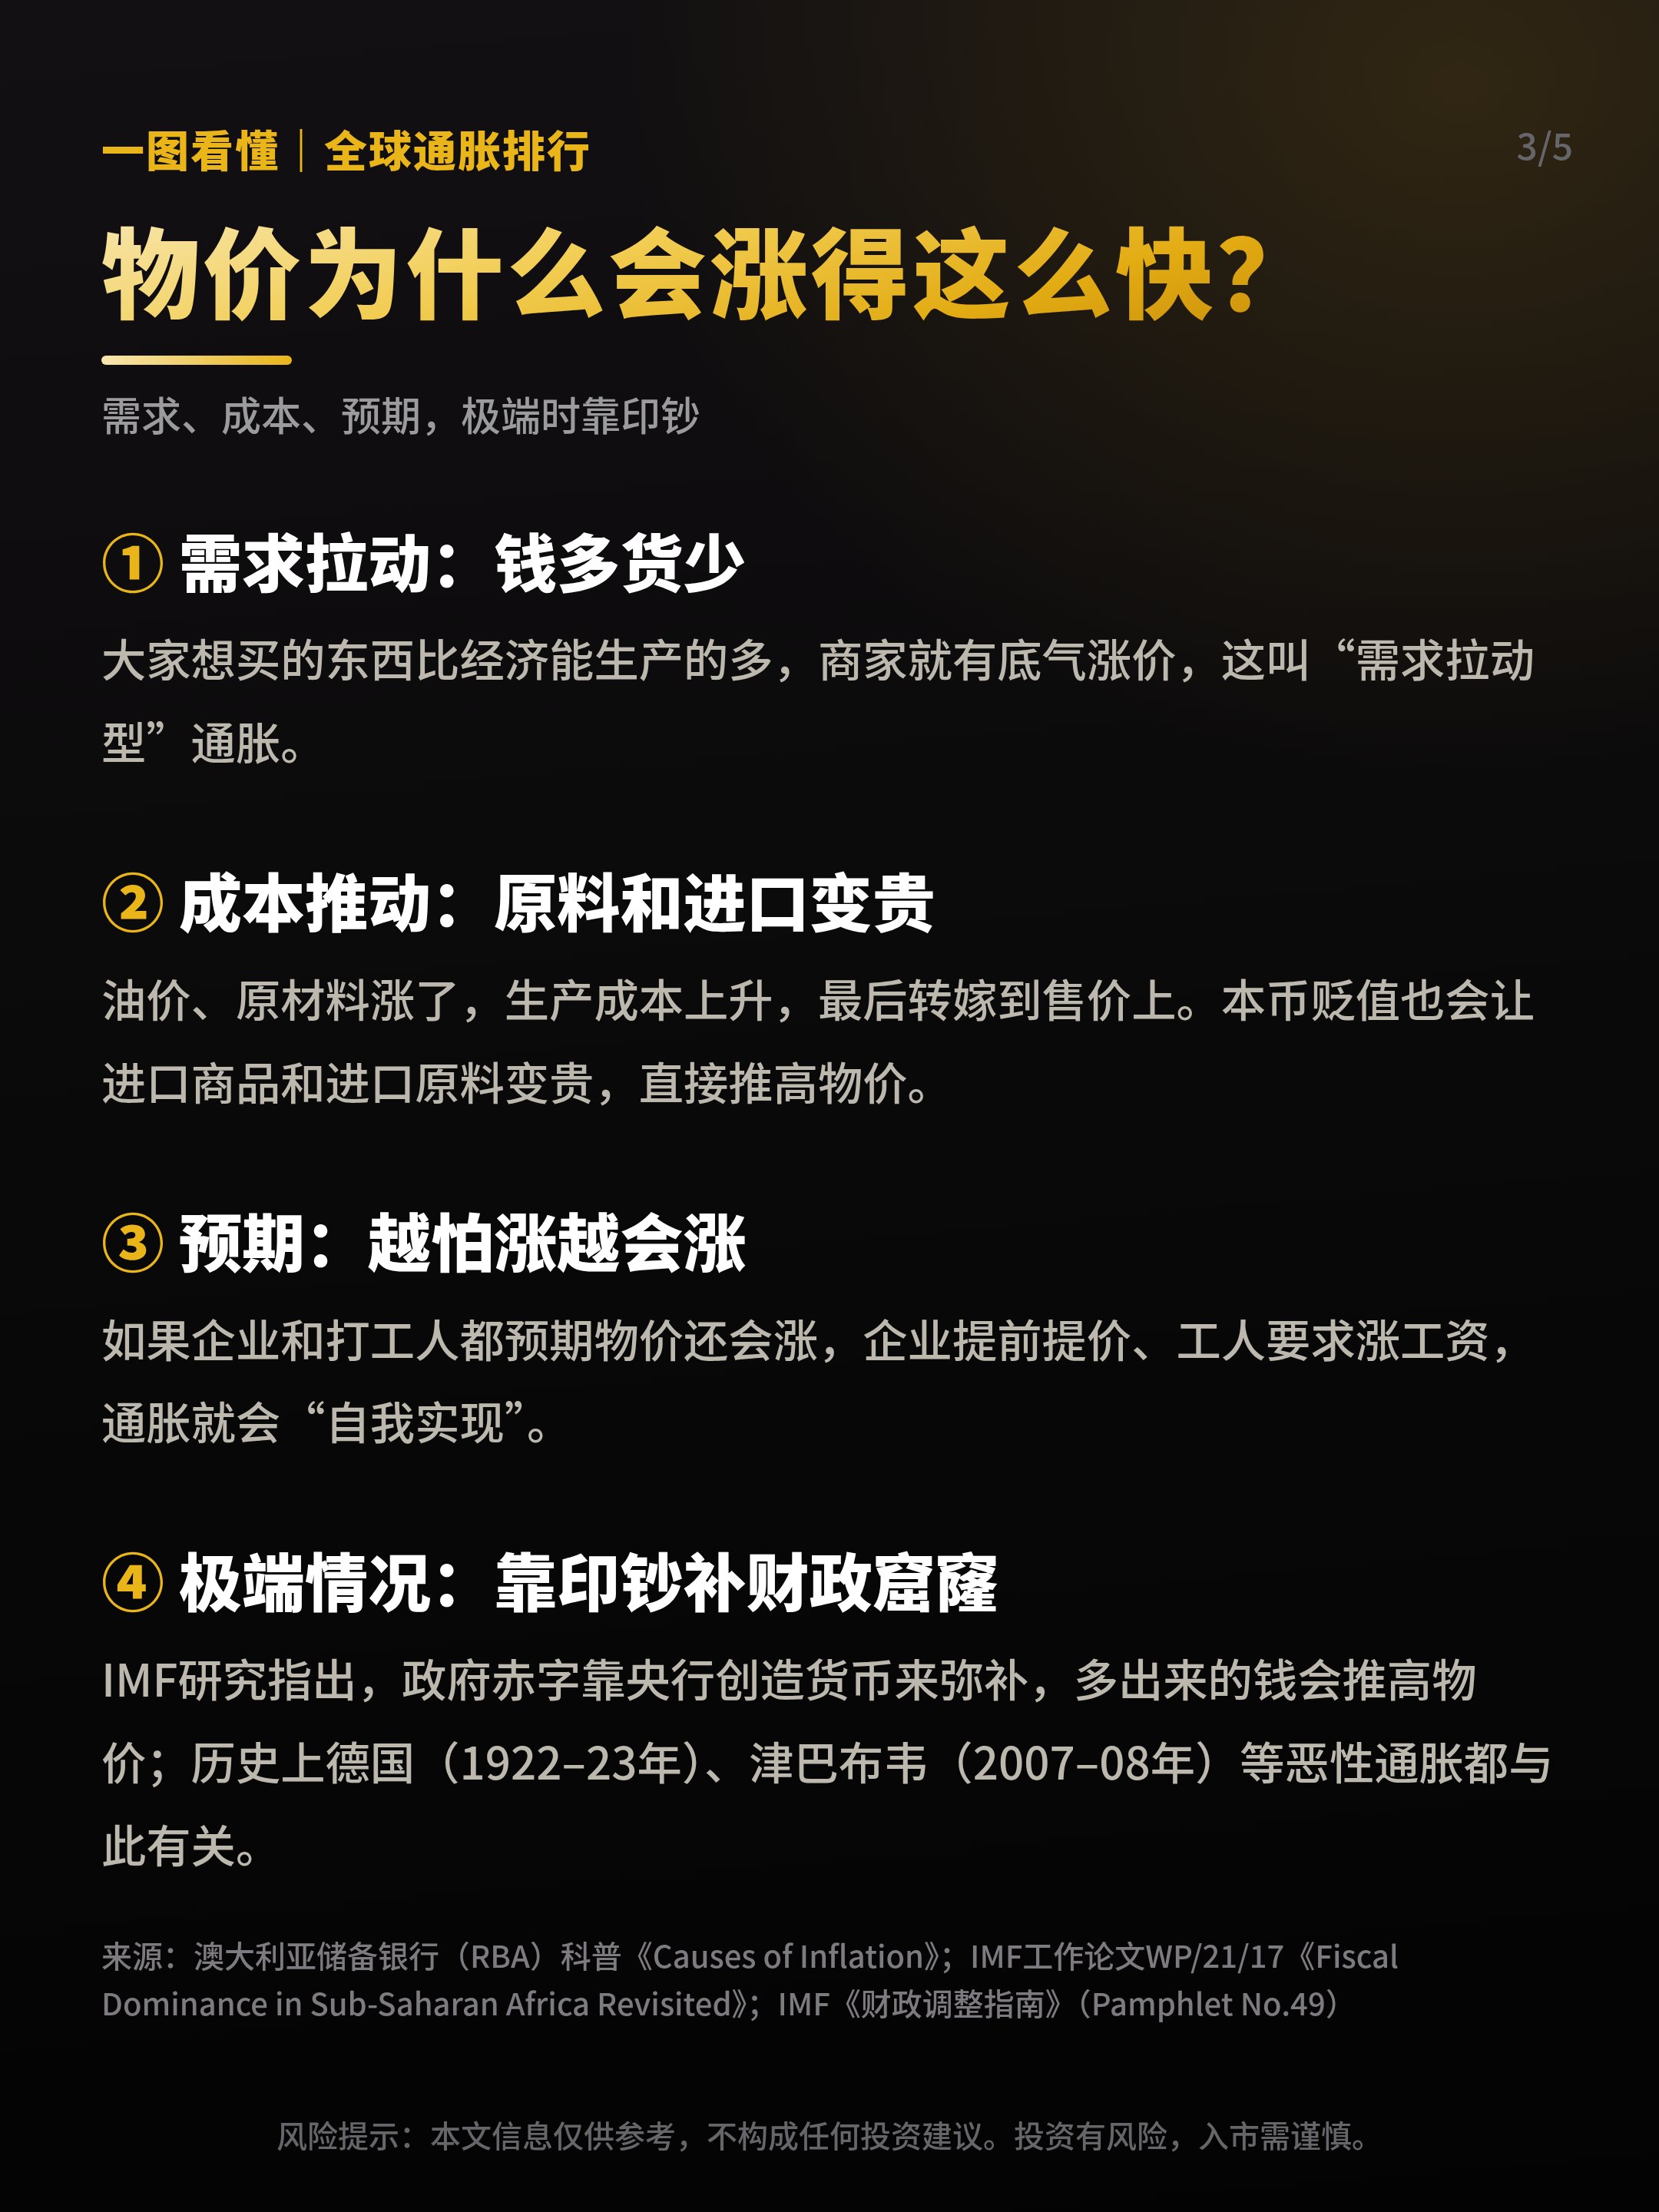 一图看懂｜全球通胀排行
3/5
物价为什么会涨得这么快？
需求、成本、预期，极端时靠印钞
① 需求拉动：钱多货少
大家想买的东西比经济能生产的多，商家就有底气涨价，这叫“需求拉动
型”通胀。
② 成本推动：原料和进口变贵
油价、原材料涨了，生产成本上升，最后转嫁到售价上。本币贬值也会让
进口商品和进口原料变贵，直接推高物价。
③ 预期：越怕涨越会涨
如果企业和打工人都预期物价还会涨，企业提前提价、工人要求涨工资，
通胀就会“自我实现”。
④ 极端情况：靠印钞补财政窟窿
IMF研究指出，政府赤字靠央行创造货币来弥补，多出来的钱会推高物
价；历史上德国（1922–23年）、津巴布韦（2007–08年）等恶性通胀都与
此有关。
来源：澳大利亚储备银行（RBA）科普《Causes of Inflation》；IMF工作论文WP/21/17《Fiscal
Dominance in Sub-Saharan Africa Revisited》；IMF《财政调整指南》（Pamphlet No.49）
风险提示：本文信息仅供参考，不构成任何投资建议。投资有风险，入市需谨慎。